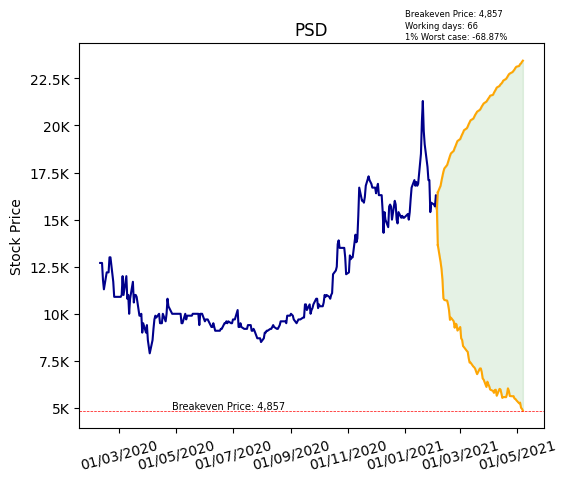 Breakeven Price: 4,857
Working days: 66
1% Worst case: -68.87%
PSD
Stock Price
22.5K
20K
17.5K
15K
12.5K
10K
7.5K
5K
Breakeven Price: 4,857
01/03/2020
01/05/2020
01/07/2020
01/09/2020
01/11/2020
01/01/2021
01/03/2021
01/05/2021